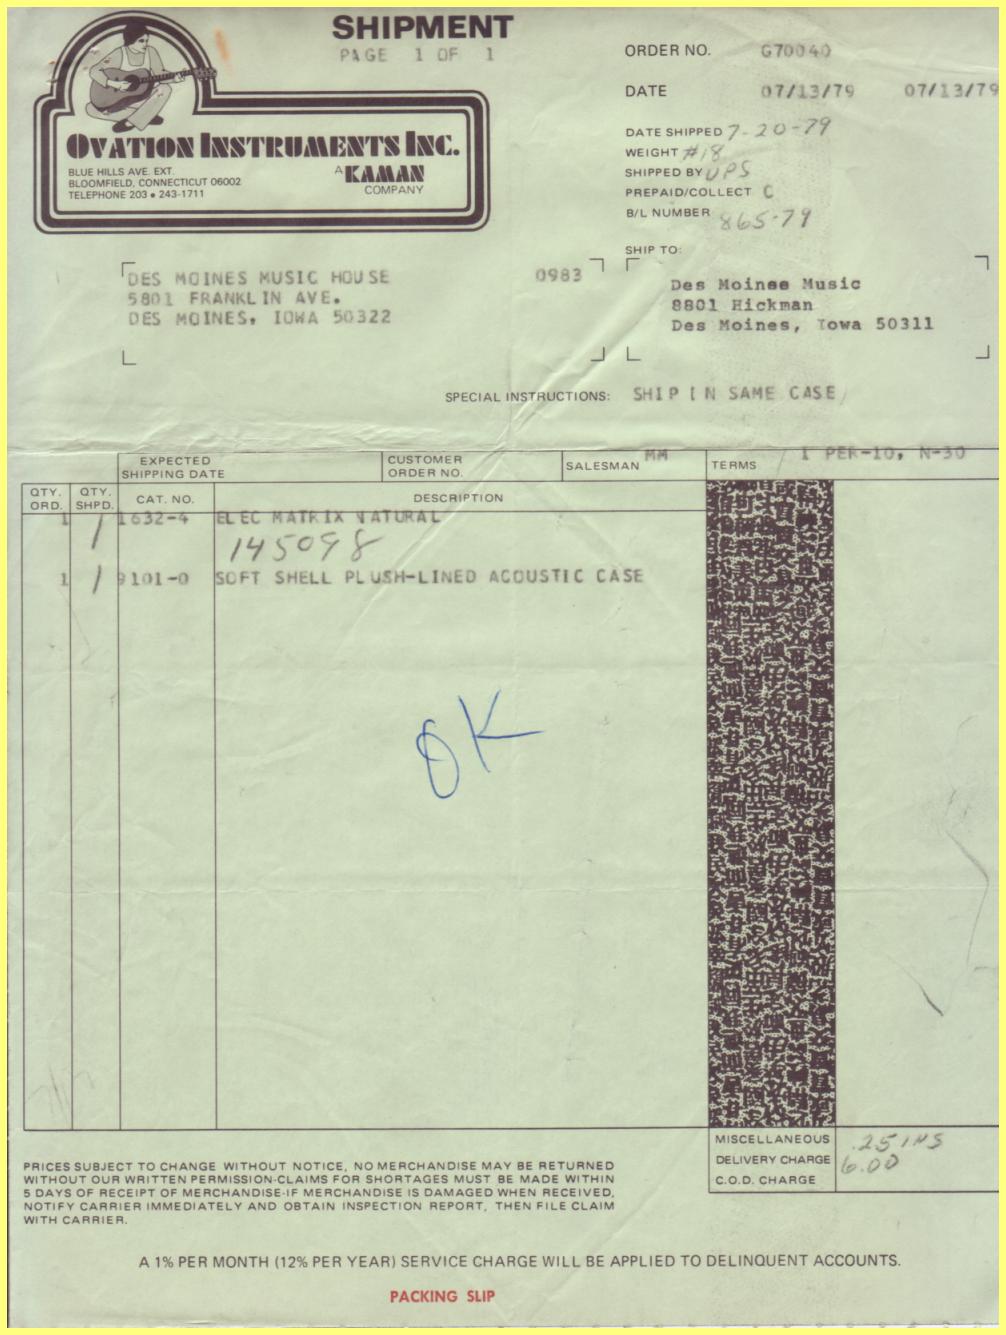 SHIPMENT
PAGE 1 OF 1
OVATION INSTRUMENTS INC.
BLUE HILLS AVE. EXT.
BLOOMFIELD, CONNECTICUT 06002
TELEPHONE 203 • 243-1711
A KAMAN COMPANY
ORDER NO. G70040
DATE 07/13/79 07/13/79
DATE SHIPPED 7-20-79
WEIGHT #18
SHIPPED BY UPS
PREPAID/COLLECT C
B/L NUMBER 865-79
SHIP TO:
DES MOINES MUSIC HOUSE 0983
5801 FRANKLIN AVE.
DES MOINES, IOWA 50322
Des Moines Music
8801 Hickman
Des Moines, Iowa 50311
SPECIAL INSTRUCTIONS: SHIP IN SAME CASE
EXPECTED SHIPPING DATE
CUSTOMER ORDER NO.
SALESMAN MM
TERMS 1 PER-10, N-30
QTY. ORD. QTY. SHPD. CAT. NO. DESCRIPTION
1 1 1632-4 ELEC MATRIX NATURAL
145098
1 1 9101-0 SOFT SHELL PLUSH-LINED ACOUSTIC CASE
OK
MISCELLANEOUS .25 INS
DELIVERY CHARGE 6.00
C.O.D. CHARGE
PRICES SUBJECT TO CHANGE WITHOUT NOTICE, NO MERCHANDISE MAY BE RETURNED
WITHOUT OUR WRITTEN PERMISSION-CLAIMS FOR SHORTAGES MUST BE MADE WITHIN
5 DAYS OF RECEIPT OF MERCHANDISE-IF MERCHANDISE IS DAMAGED WHEN RECEIVED,
NOTIFY CARRIER IMMEDIATELY AND OBTAIN INSPECTION REPORT, THEN FILE CLAIM
WITH CARRIER.
A 1% PER MONTH (12% PER YEAR) SERVICE CHARGE WILL BE APPLIED TO DELINQUENT ACCOUNTS.
PACKING SLIP